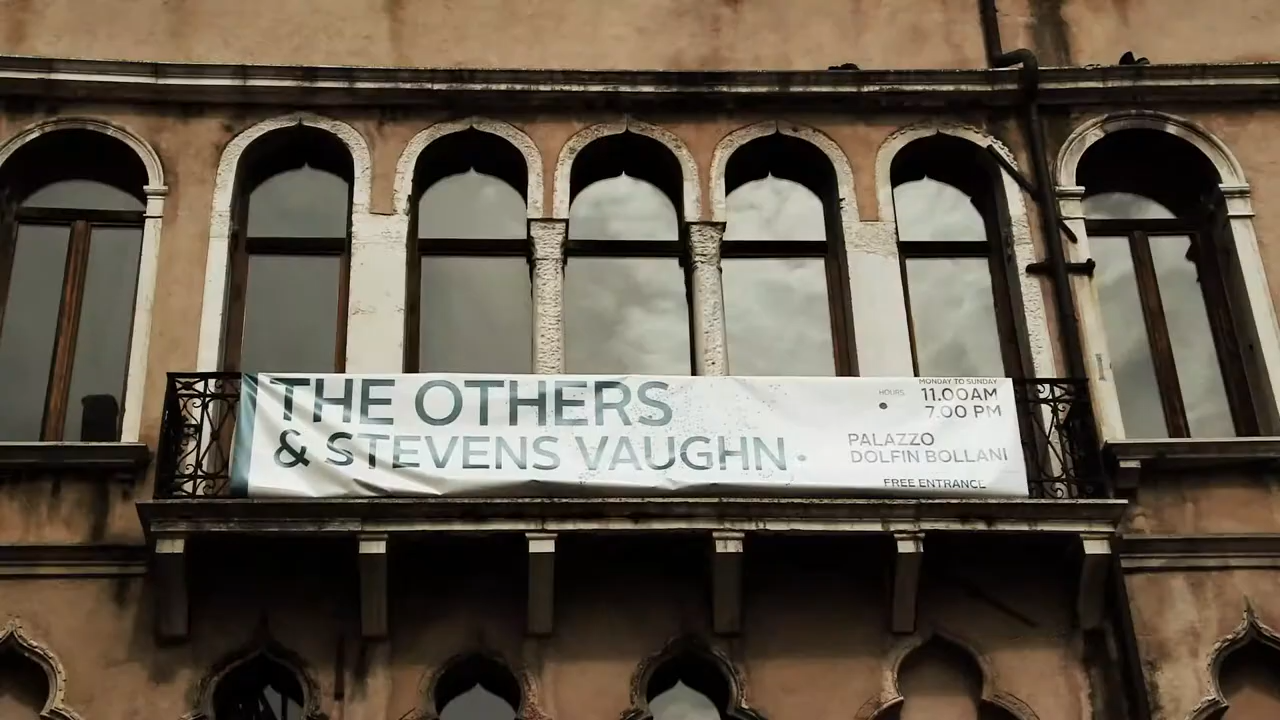 THE OTHERS
& STEVENS VAUGHN
MONDAY TO SUNDAY
HOURS 11.00AM
7.00 PM
PALAZZO
DOLFIN BOLLANI
FREE ENTRANCE